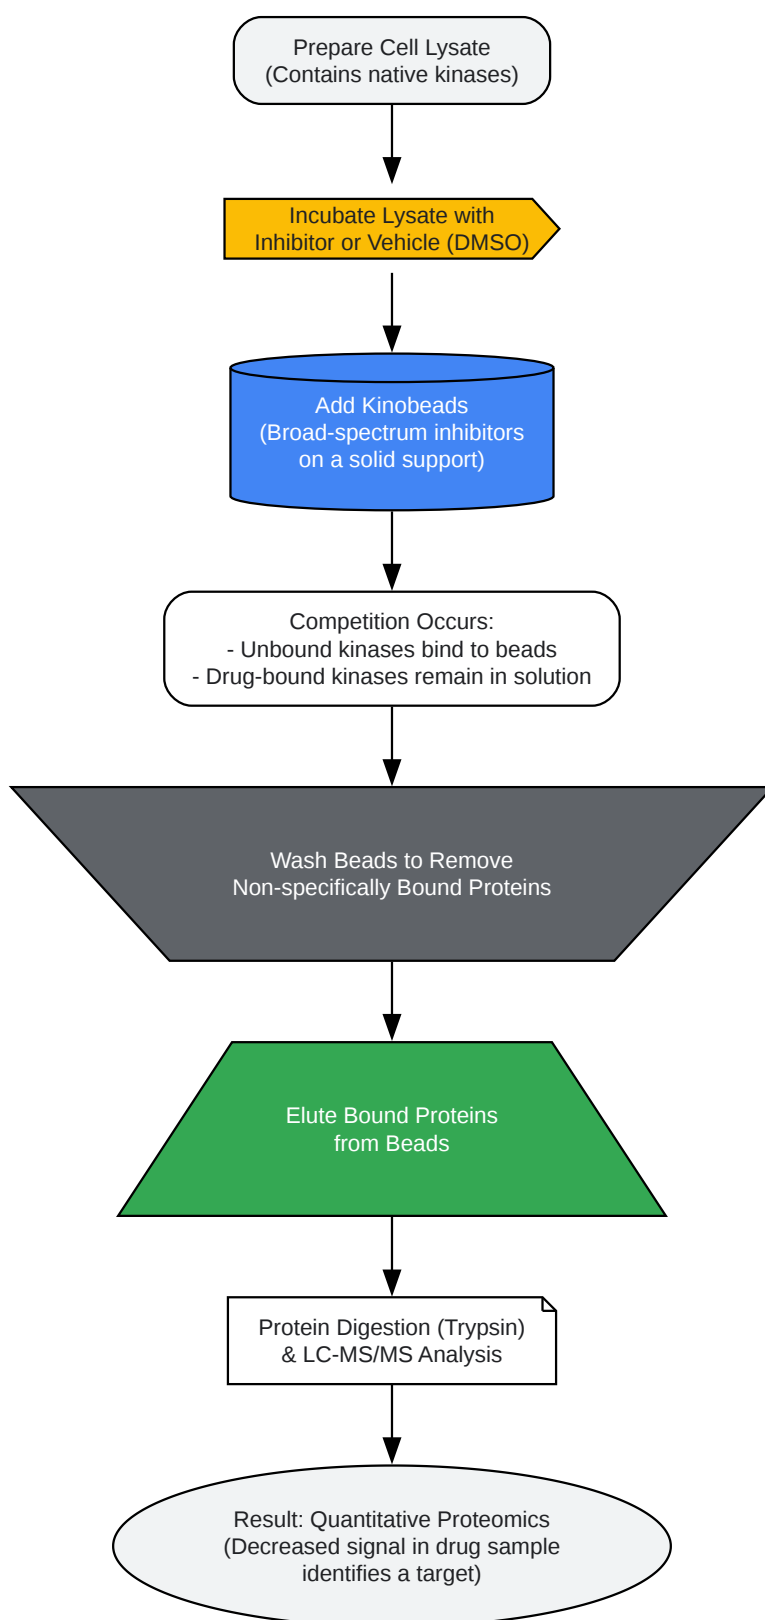 Prepare Cell Lysate
(Contains native kinases)
Incubate Lysate with
Inhibitor or Vehicle (DMSO)
Add Kinobeads
(Broad-spectrum inhibitors
on a solid support)
Competition Occurs:
- Unbound kinases bind to beads
- Drug-bound kinases remain in solution
Wash Beads to Remove
Non-specifically Bound Proteins
Elute Bound Proteins
from Beads
Protein Digestion (Trypsin)
& LC-MS/MS Analysis
Result: Quantitative Proteomics
(Decreased signal in drug sample
identifies a target)